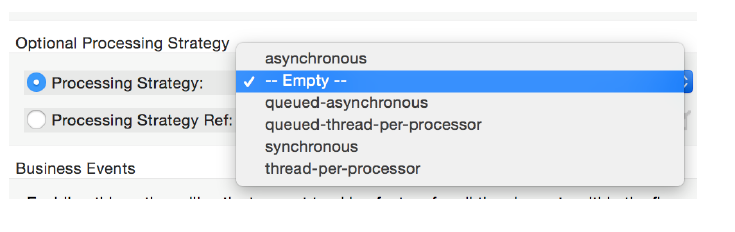 Optional Processing Strategy
asynchronous
Processing Strategy:
✓ -- Empty --
queued-asynchronous
Processing Strategy Ref:
queued-thread-per-processor
synchronous
Business Events
thread-per-processor